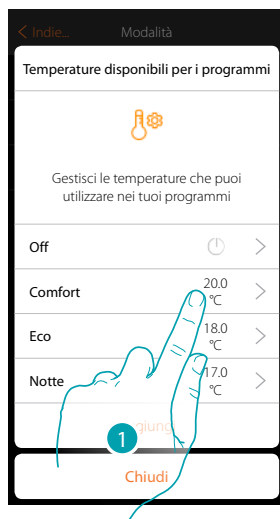 Indie...
Modalità
Temperature disponibili per i programmi
Gestisci le temperature che puoi
utilizzare nei tuoi programmi
Off
Comfort
20.0
°C
Eco
18.0
°C
Notte
17.0
°C
1
Chiudi